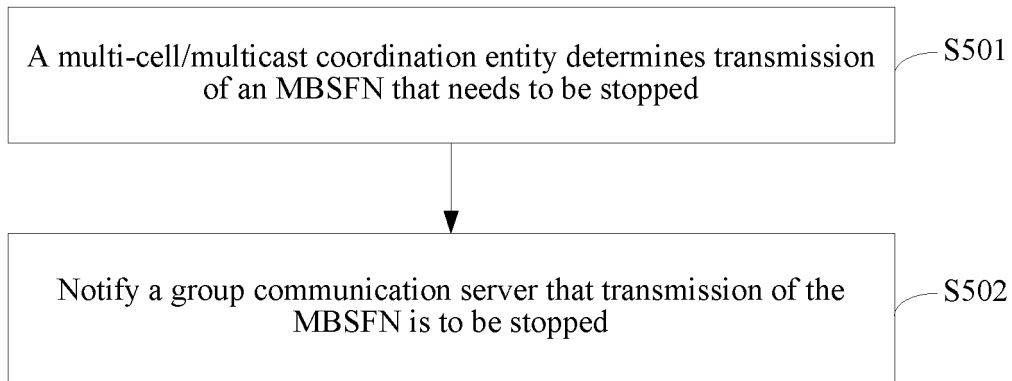 A multi-cell/multicast coordination entity determines transmission
of an MBSFN that needs to be stopped
S501
Notify a group communication server that transmission of the
MBSFN is to be stopped
S502